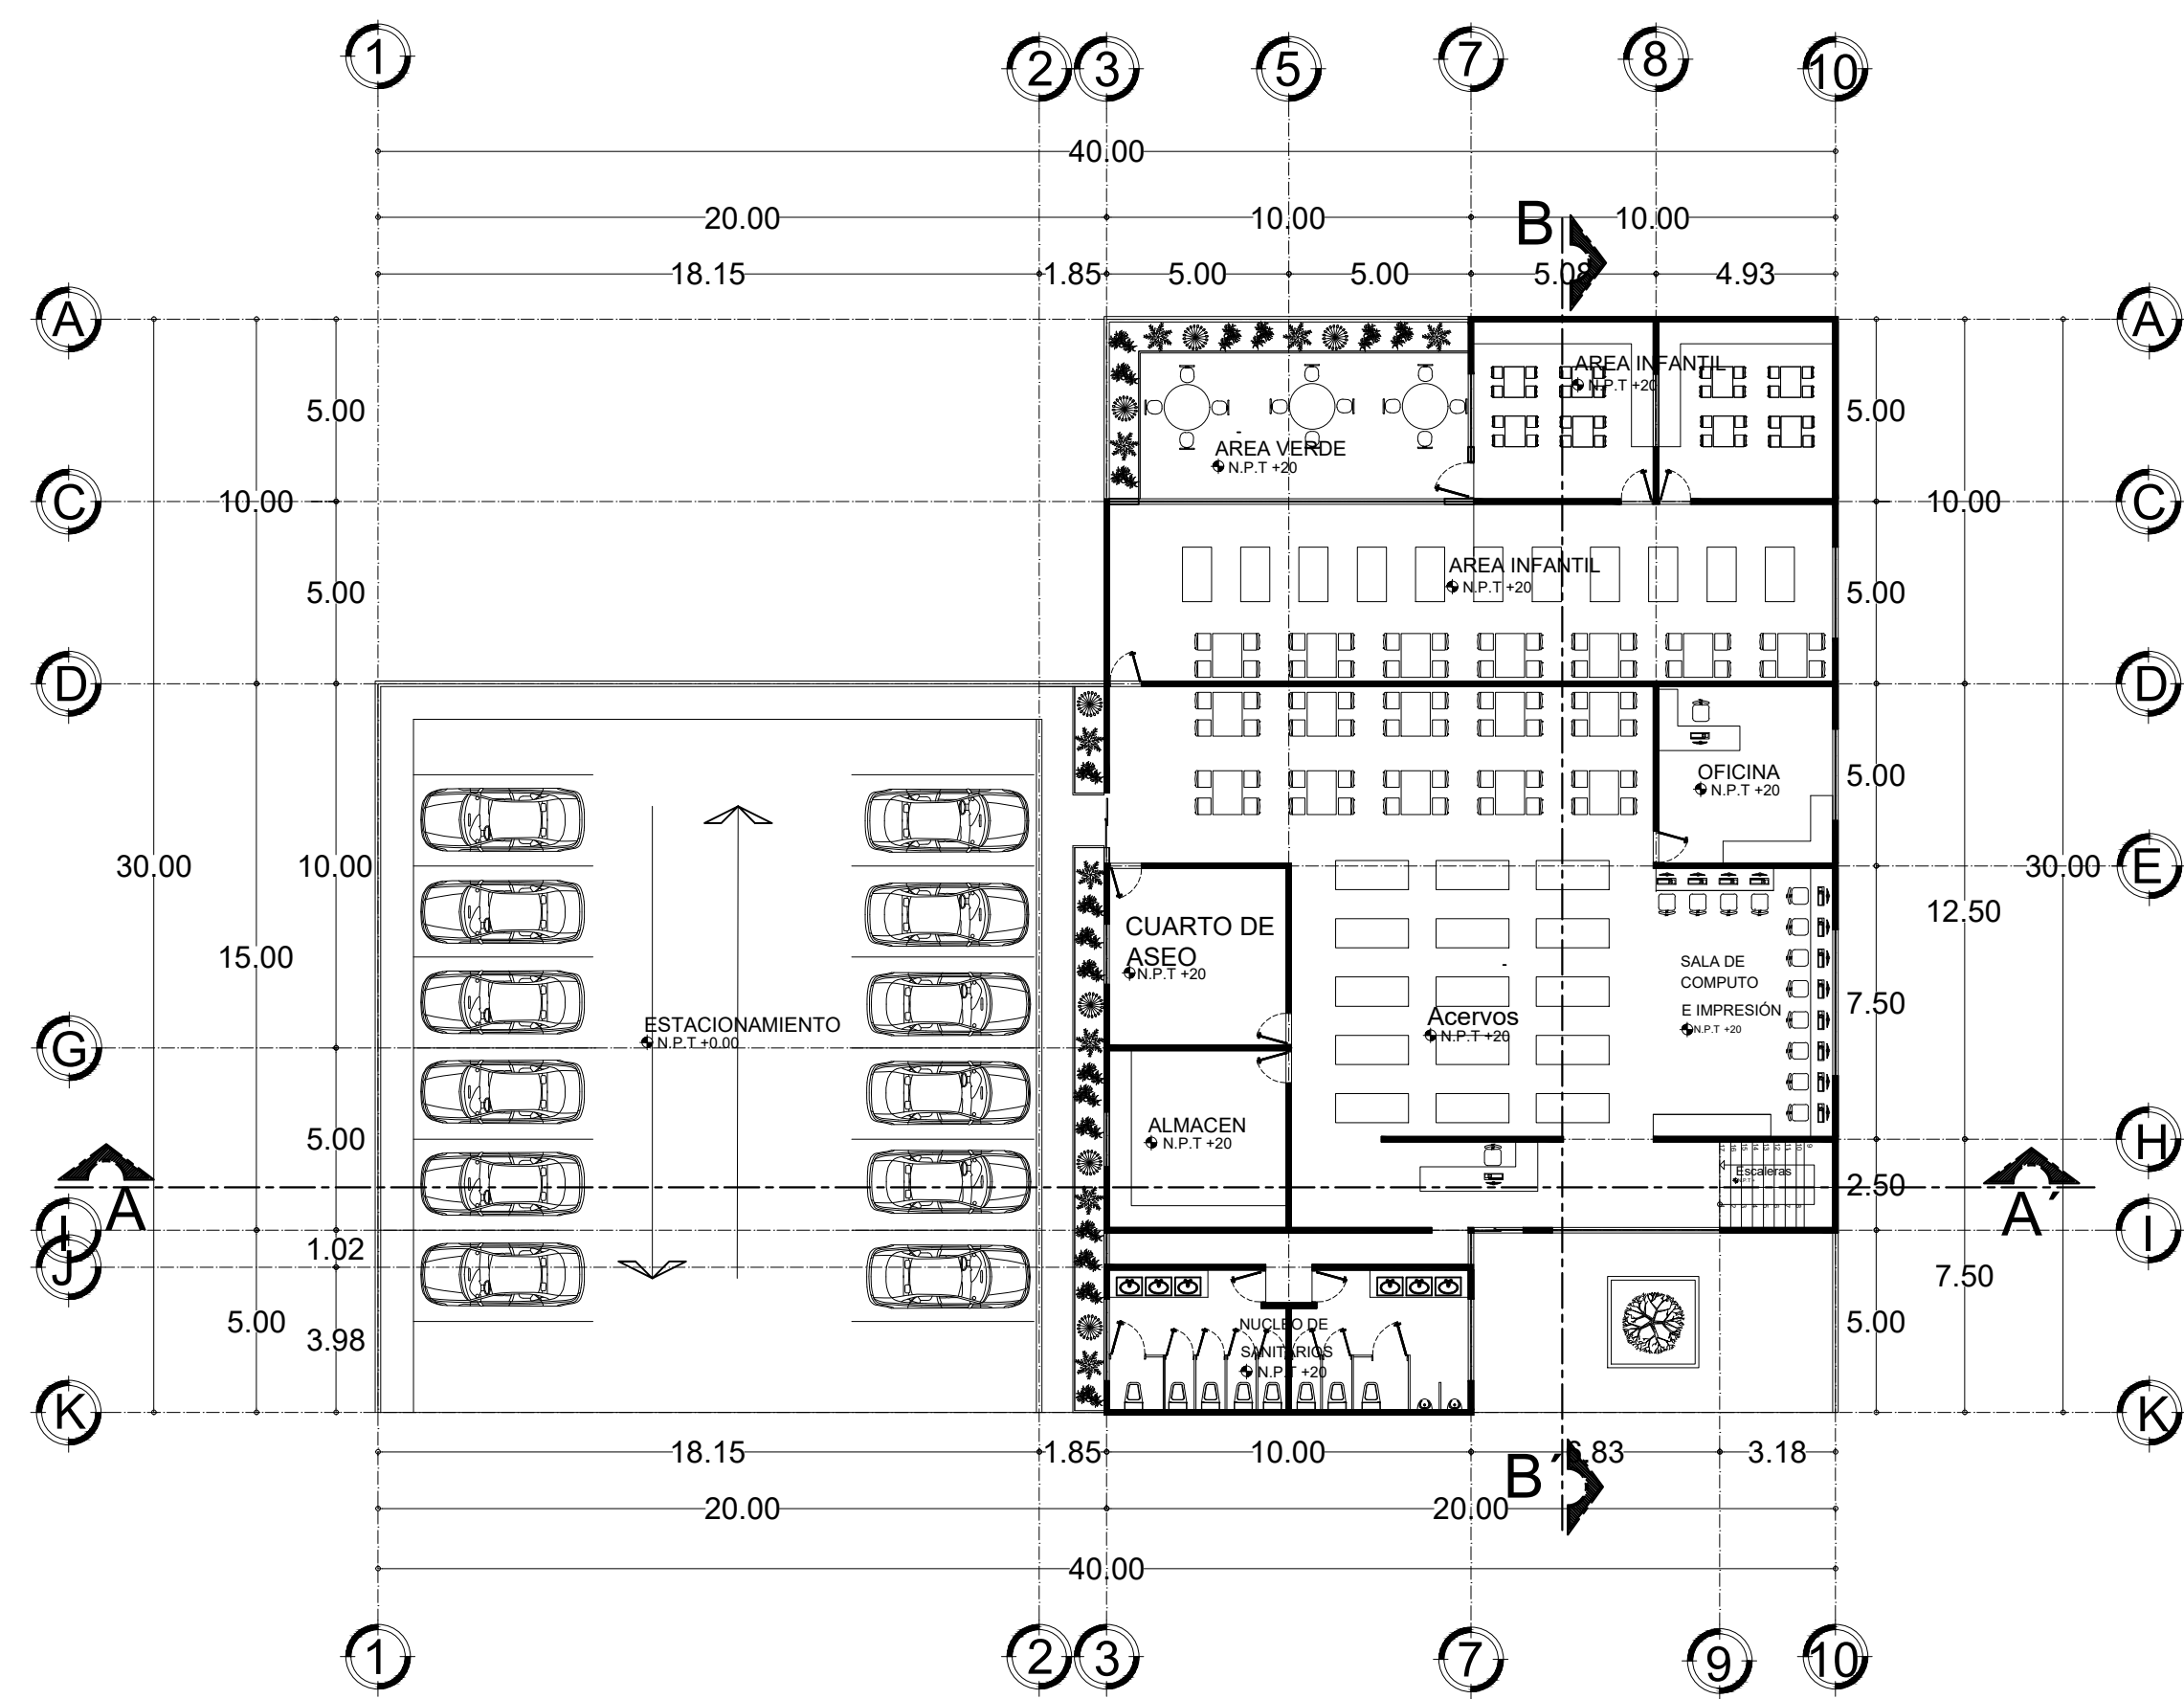 1
2
3
5
7
8
10
40.00
20.00
10.00
10.00
B
18.15
1.85
5.00
5.00
5.08
4.93
A
A
AREA INFANTIL
N.P.T +20
5.00
5.00
AREA VERDE
N.P.T +20
C
10.00
10.00
C
AREA INFANTIL
N.P.T +20
5.00
5.00
D
D
OFICINA
N.P.T +20
5.00
30.00
10.00
30.00
E
CUARTO DE
ASEO
N.P.T +20
12.50
15.00
SALA DE
COMPUTO
E IMPRESIÓN
N.P.T +20
7.50
Acervos
N.P.T +20
ESTACIONAMIENTO
N.P.T +0.00
G
ALMACEN
N.P.T +20
5.00
H
Escaleras
2.50
A
A´
I
I
1.02
J
7.50
5.00
3.98
5.00
NUCLEO DE
SANITARIOS
N.P.T +20
K
K
18.15
1.85
10.00
3.18
B´
20.00
20.00
40.00
1
2
3
7
9
10